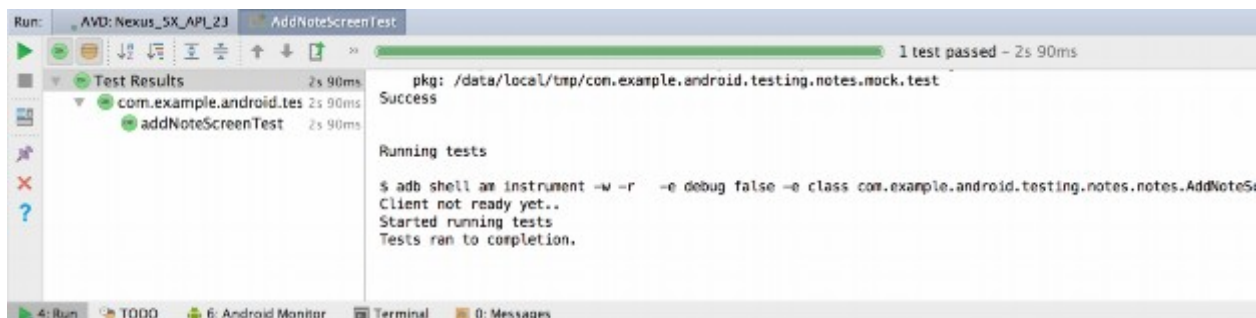 Run: AVD: Nexus_5X_API_23 AddNoteScreenTest
1 test passed – 2s 90ms
Test Results 2s 90ms
com.example.android.tes 2s 90ms
addNoteScreenTest 2s 90ms
pkg: /data/local/tmp/com.example.android.testing.notes.mock.test
Success
Running tests
$ adb shell am instrument -w -r -e debug false -e class com.example.android.testing.notes.notes.AddNoteSc
Client not ready yet..
Started running tests
Tests ran to completion.
4: Run TODO 6: Android Monitor Terminal 0: Messages